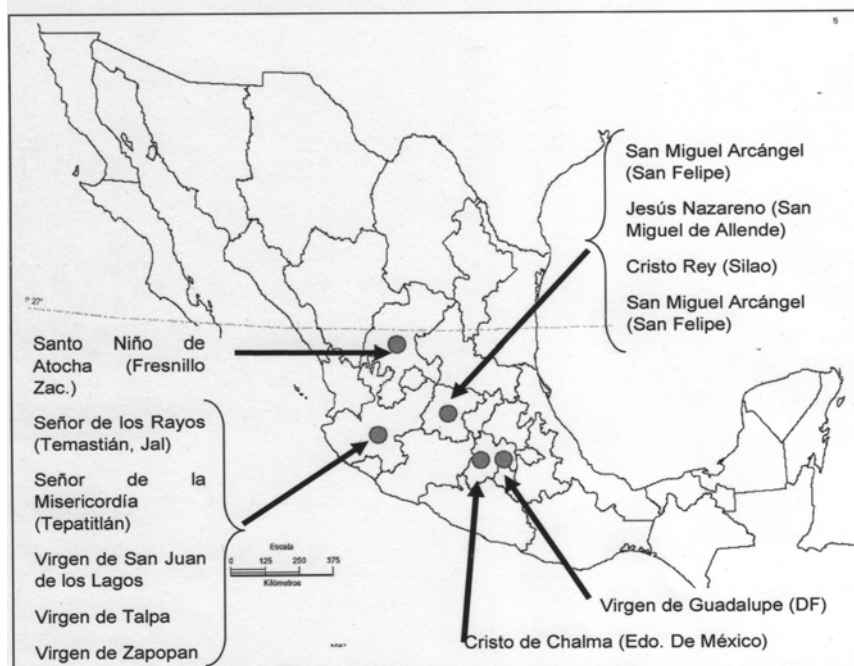 S
San Miguel Arcángel
(San Felipe)
Jesús Nazareno (San
Miguel de Allende)
Cristo Rey (Silao)
San Miguel Arcángel
(San Felipe)
27°
Santo Niño de
Atocha (Fresnillo
Zac.)
Señor de los Rayos
(Temastián, Jal)
Señor de la
Misericordía
(Tepatitlán)
Virgen de San Juan
de los Lagos
Virgen de Talpa
Virgen de Zapopan
Escala
0 125 250 375
Kilómetros
Virgen de Guadalupe (DF)
Cristo de Chalma (Edo. De México)